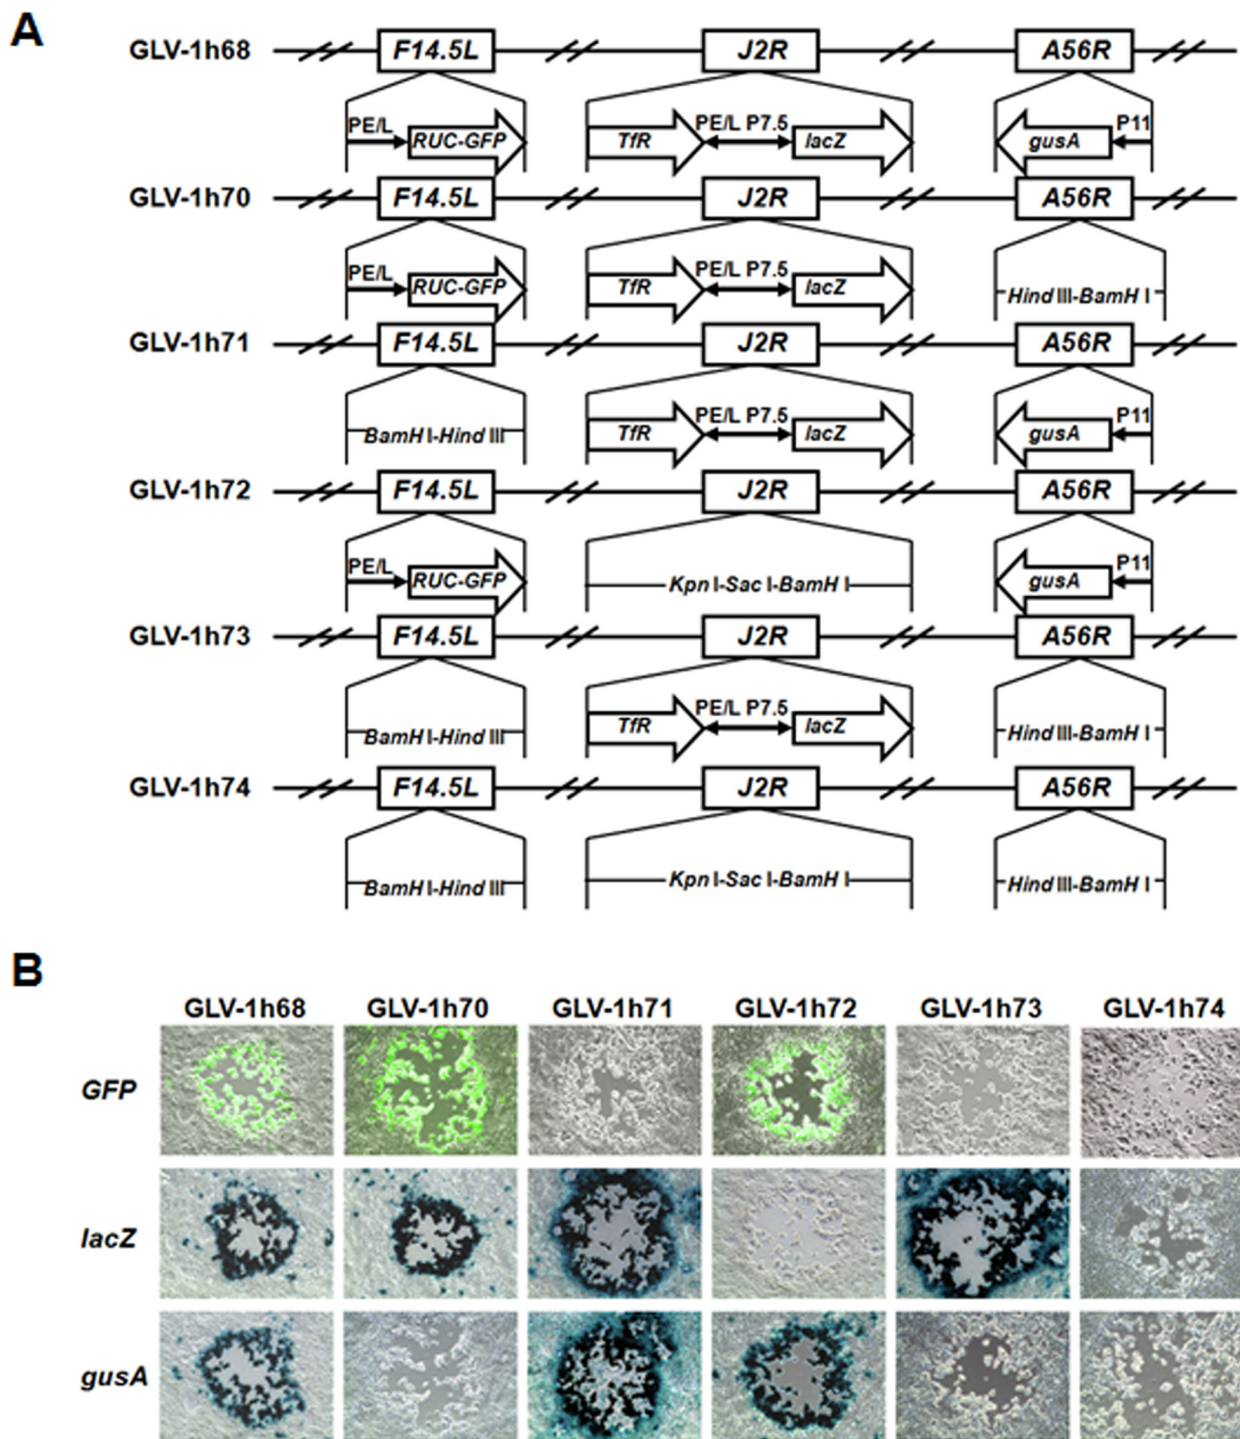 A
GLV-1h68 F14.5L J2R A56R
PE/L RUC-GFP TfR PE/L P7.5 lacZ gusA P11
GLV-1h70 F14.5L J2R A56R
PE/L RUC-GFP TfR PE/L P7.5 lacZ Hind III-BamH I
GLV-1h71 F14.5L J2R A56R
BamH I-Hind III TfR PE/L P7.5 lacZ gusA P11
GLV-1h72 F14.5L J2R A56R
PE/L RUC-GFP Kpn I-Sac I-BamH I gusA P11
GLV-1h73 F14.5L J2R A56R
BamH I-Hind III TfR PE/L P7.5 lacZ Hind III-BamH I
GLV-1h74 F14.5L J2R A56R
BamH I-Hind III Kpn I-Sac I-BamH I Hind III-BamH I
B
GLV-1h68 GLV-1h70 GLV-1h71 GLV-1h72 GLV-1h73 GLV-1h74
GFP
lacZ
gusA